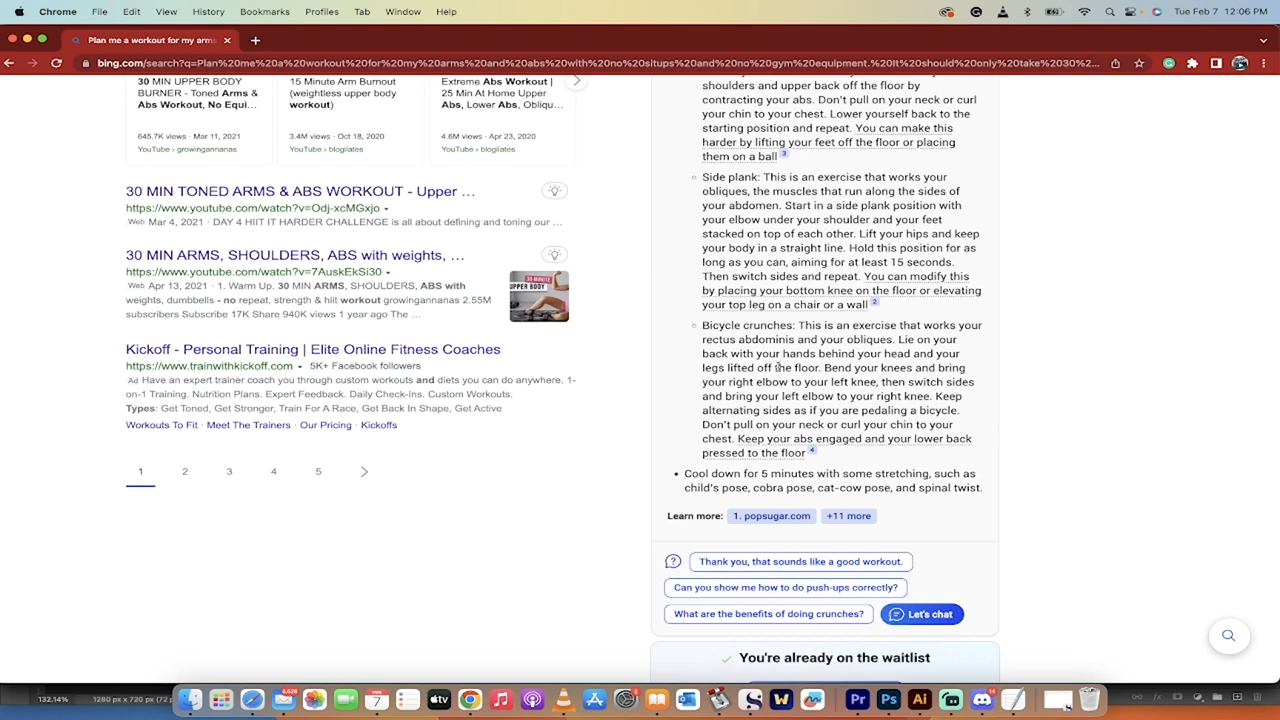 Chrome File Edit View History Bookmarks Profiles Tab Window Help
Tue Feb 7 12:06 PM
Plan me a workout for my arms
bing.com/search?q=Plan%20me%20a%20workout%20for%20my%20arms%20and%20abs%20with%20no%20situps%20and%20no%20gym%20equipment.%20It%20should%20only%20take%2030%2...
30 MIN UPPER BODY
BURNER - Toned Arms &
Abs Workout, No Equi...
645.7K views · Mar 11, 2021
YouTube › growingannanas
15 Minute Arm Burnout
(weightless upper body
workout)
3.4M views · Oct 18, 2020
YouTube › blogilates
Extreme Abs Workout |
25 Min At Home Upper
Abs, Lower Abs, Obliqu...
4.6M views · Apr 23, 2020
YouTube › blogilates
30 MIN TONED ARMS & ABS WORKOUT - Upper ...
https://www.youtube.com/watch?v=Odj-xcMGxjo
Web Mar 4, 2021 · DAY 4 HIIT IT HARDER CHALLENGE is all about defining and toning our ...
30 MIN ARMS, SHOULDERS, ABS with weights, ...
https://www.youtube.com/watch?v=7AuskEkSi30
Web Apr 13, 2021 · 1. Warm Up. 30 MIN ARMS, SHOULDERS, ABS with
weights, dumbbells - no repeat, strength & hiit workout growingannanas 2.55M
subscribers Subscribe 17K Share 940K views 1 year ago The ...
30 MINUTE
UPPER BODY
Kickoff - Personal Training | Elite Online Fitness Coaches
https://www.trainwithkickoff.com 5K+ Facebook followers
Ad Have an expert trainer coach you through custom workouts and diets you can do anywhere. 1-
on-1 Training. Nutrition Plans. Expert Feedback. Daily Check-Ins. Custom Workouts.
Types: Get Toned, Get Stronger, Train For A Race, Get Back In Shape, Get Active
Workouts To Fit · Meet The Trainers · Our Pricing · Kickoffs
1 2 3 4 5
shoulders and upper back off the floor by
contracting your abs. Don't pull on your neck or curl
your chin to your chest. Lower yourself back to the
starting position and repeat. You can make this
harder by lifting your feet off the floor or placing
them on a ball 3
Side plank: This is an exercise that works your
obliques, the muscles that run along the sides of
your abdomen. Start in a side plank position with
your elbow under your shoulder and your feet
stacked on top of each other. Lift your hips and keep
your body in a straight line. Hold this position for as
long as you can, aiming for at least 15 seconds.
Then switch sides and repeat. You can modify this
by placing your bottom knee on the floor or elevating
your top leg on a chair or a wall 2
Bicycle crunches: This is an exercise that works your
rectus abdominis and your obliques. Lie on your
back with your hands behind your head and your
legs lifted off the floor. Bend your knees and bring
your right elbow to your left knee, then switch sides
and bring your left elbow to your right knee. Keep
alternating sides as if you are pedaling a bicycle.
Don't pull on your neck or curl your chin to your
chest. Keep your abs engaged and your lower back
pressed to the floor 4
Cool down for 5 minutes with some stretching, such as
child's pose, cobra pose, cat-cow pose, and spinal twist.
Learn more: 1. popsugar.com +11 more
Thank you, that sounds like a good workout.
Can you show me how to do push-ups correctly?
What are the benefits of doing crunches? Let's chat
You're already on the waitlist
132.14% 1280 px x 720 px (72 p